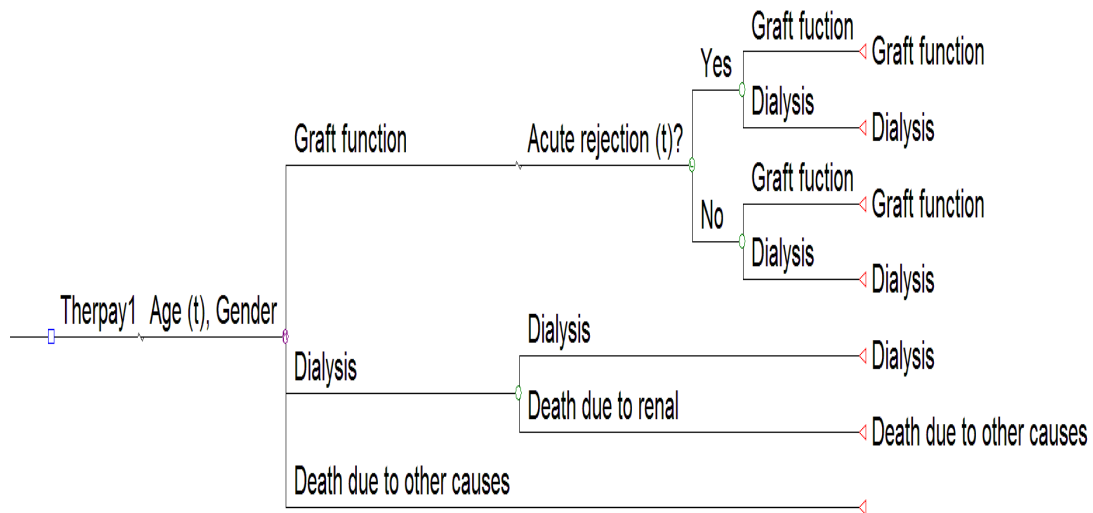 Graft fuction
Graft function
Yes
Dialysis
Dialysis
Graft function
Acute rejection (t)?
Graft fuction
Graft function
No
Dialysis
Dialysis
Therpay1
Age (t), Gender
Dialysis
Dialysis
Dialysis
Death due to renal
Death due to other causes
Death due to other causes